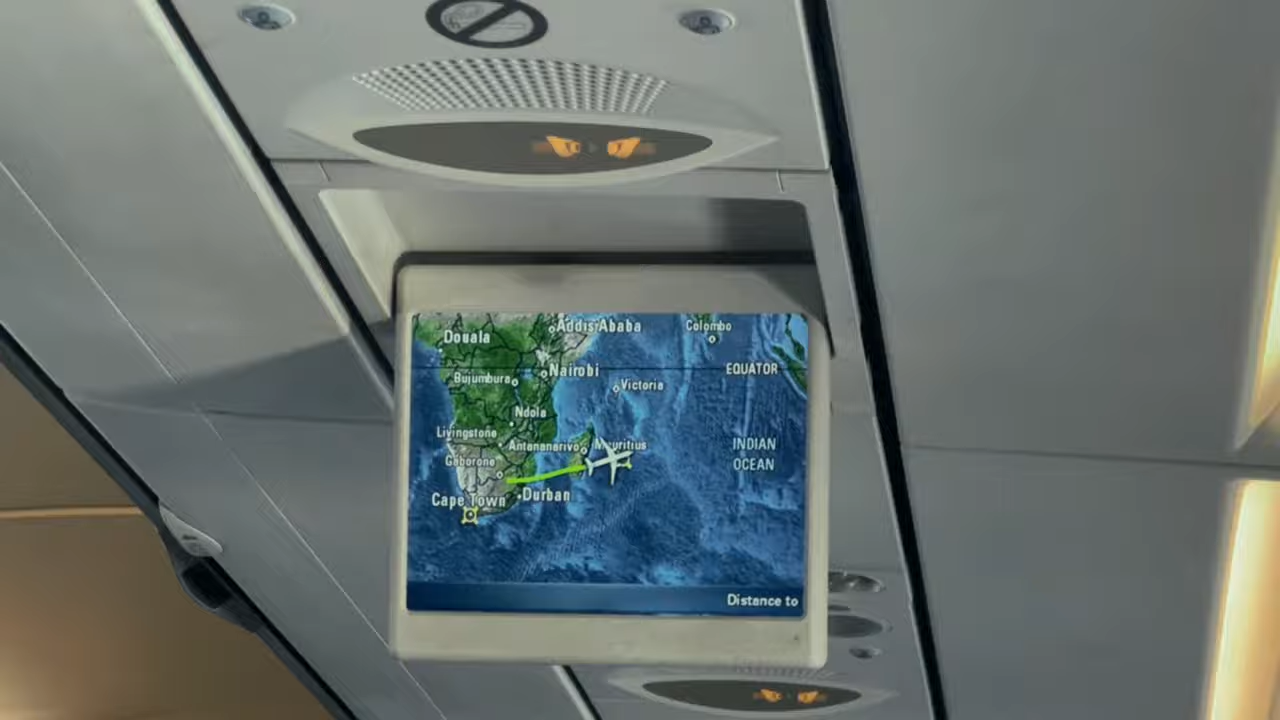 Addis Ababa
Colombo
Douala
EQUATOR
Nairobi
Bujumbura
Victoria
Ndola
Livingstone
Antananarivo
Mauritius
INDIAN
OCEAN
Gaborone
Cape Town
Durban
Distance to